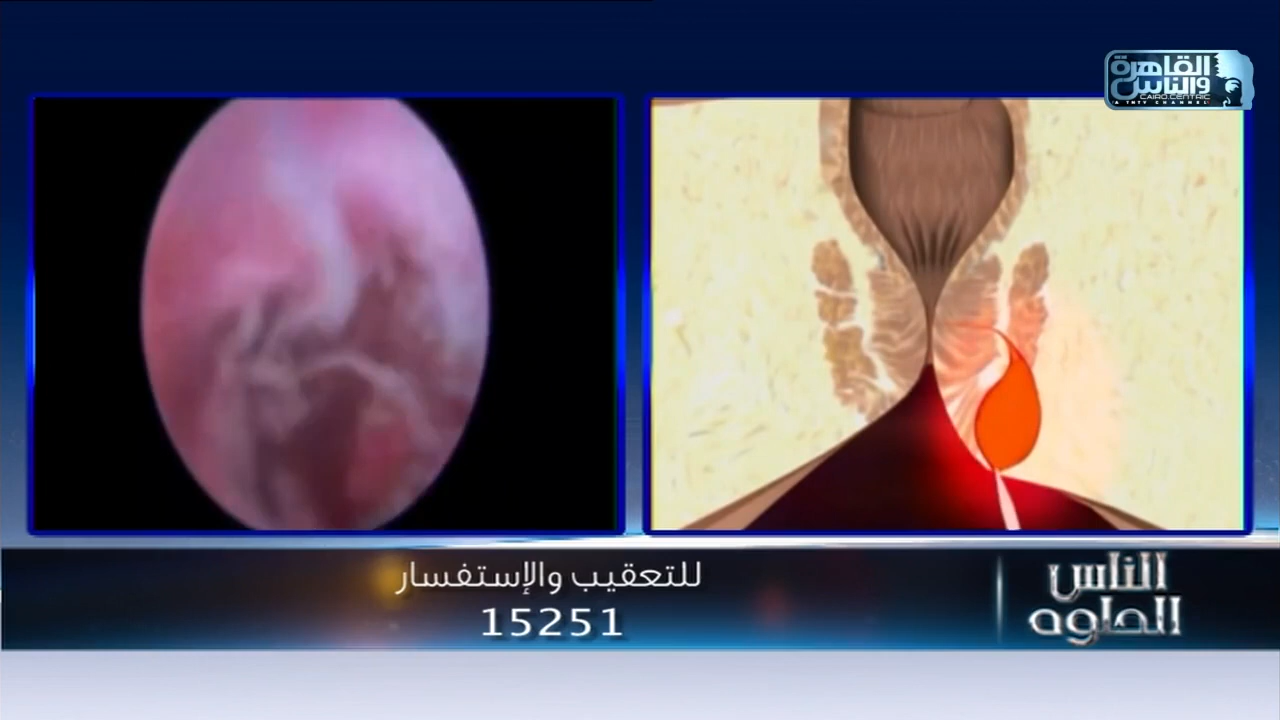 القاهرة
والناس
CAIRO.CENTRIC
A TNTV CHANNEL
للتعقيب والإستفسار
15251
الناس
الحلوه